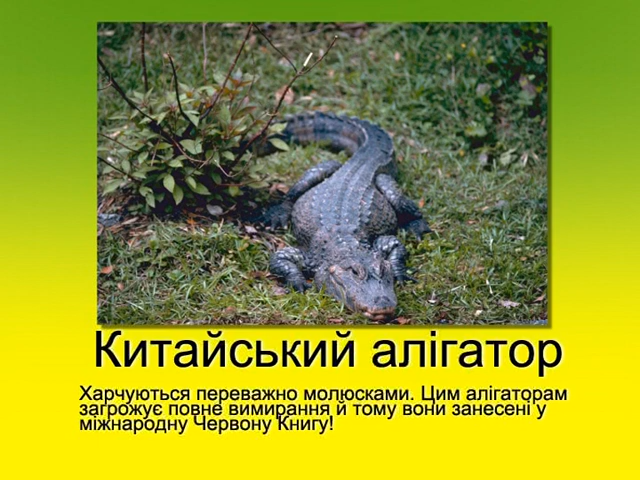 Китайський алігатор
Харчуються переважно молюсками. Цим алігаторам
загрожує повне вимирання й тому вони занесені у
міжнародну Червону Книгу!